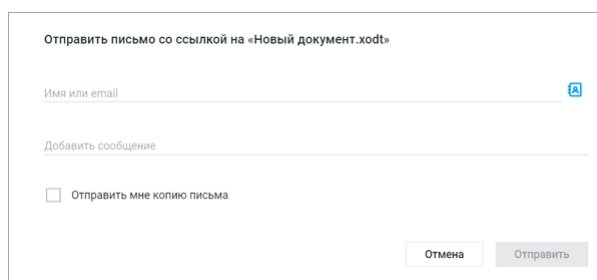 Отправить письмо со ссылкой на «Новый документ.xodt»
Имя или email
Добавить сообщение
Отправить мне копию письма
Отмена
Отправить